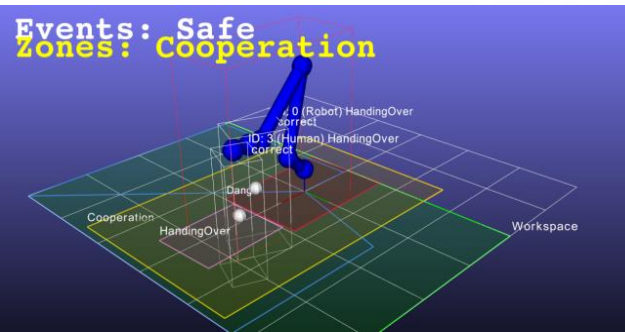 Events: Safe
Zones: Cooperation
0 (Robot) HandingOver
correct
ID: 3 (Human) HandingOver
correct
Dang
Cooperation
HandingOver
Workspace